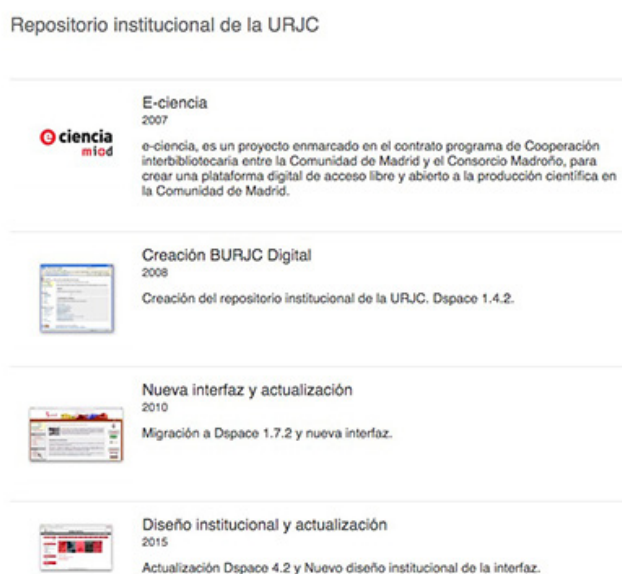 Repositorio institucional de la URJC
e ciencia
miod
E-ciencia
2007
e-ciencia, es un proyecto enmarcado en el contrato programa de Cooperación
interbibliotecaria entre la Comunidad de Madrid y el Consorcio Madroño, para
crear una plataforma digital de acceso libre y abierto a la producción científica en
la Comunidad de Madrid.
Creación BURJC Digital
2008
Creación del repositorio institucional de la URJC. Dspace 1.4.2.
Nueva interfaz y actualización
2010
Migración a Dspace 1.7.2 y nueva interfaz.
Diseño institucional y actualización
2015
Actualización Dspace 4.2 y Nuevo diseño institucional de la interfaz.